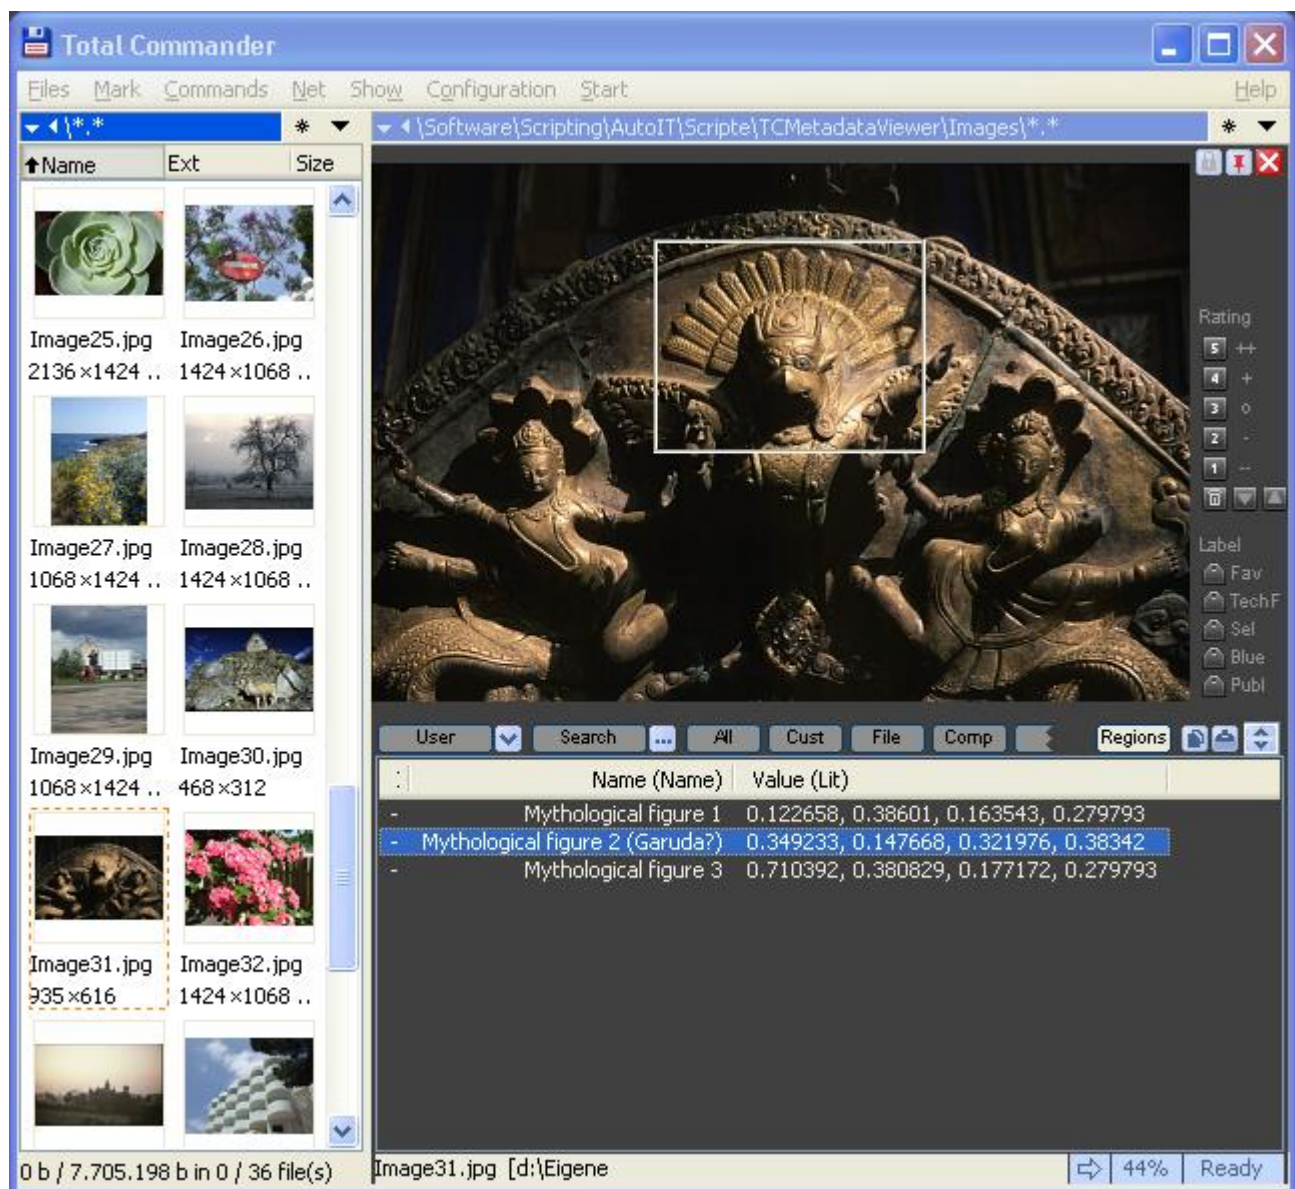 Total Commander
Files Mark Commands Net Show Configuration Start Help
\*.* * \Software\Scripting\AutoIT\Scripte\TCMetadataViewer\Images\*.* *
Name Ext Size
Image25.jpg Image26.jpg
2136×1424 .. 1424×1068 ..
Image27.jpg Image28.jpg
1068×1424 .. 1424×1068 ..
Image29.jpg Image30.jpg
1068×1424 .. 468×312
Image31.jpg Image32.jpg
935×616 1424×1068 ..
0 b / 7.705.198 b in 0 / 36 file(s)
Rating
5 ++
4 +
3 o
2 -
1 --
Label
Fav
TechF
Sel
Blue
Publ
User Search ... All Cust File Comp Regions
: Name (Name) Value (Lit)
- Mythological figure 1 0.122658, 0.38601, 0.163543, 0.279793
- Mythological figure 2 (Garuda?) 0.349233, 0.147668, 0.321976, 0.38342
- Mythological figure 3 0.710392, 0.380829, 0.177172, 0.279793
Image31.jpg [d:\Eigene 44% Ready